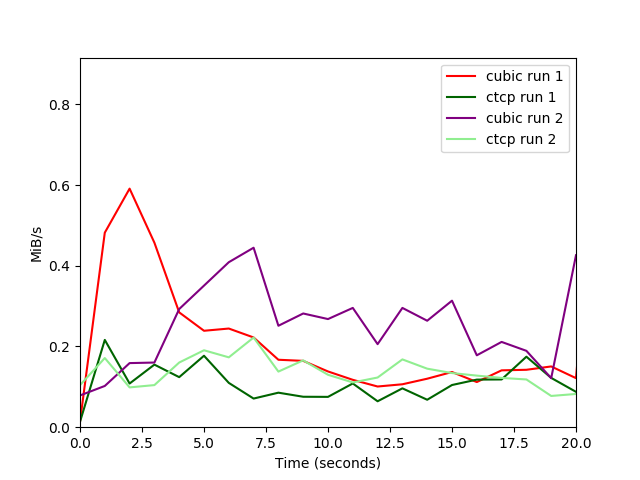 cubic run 1
ctcp run 1
cubic run 2
ctcp run 2
MiB/s
0.8
0.6
0.4
0.2
0.0
0.0 2.5 5.0 7.5 10.0 12.5 15.0 17.5 20.0
Time (seconds)